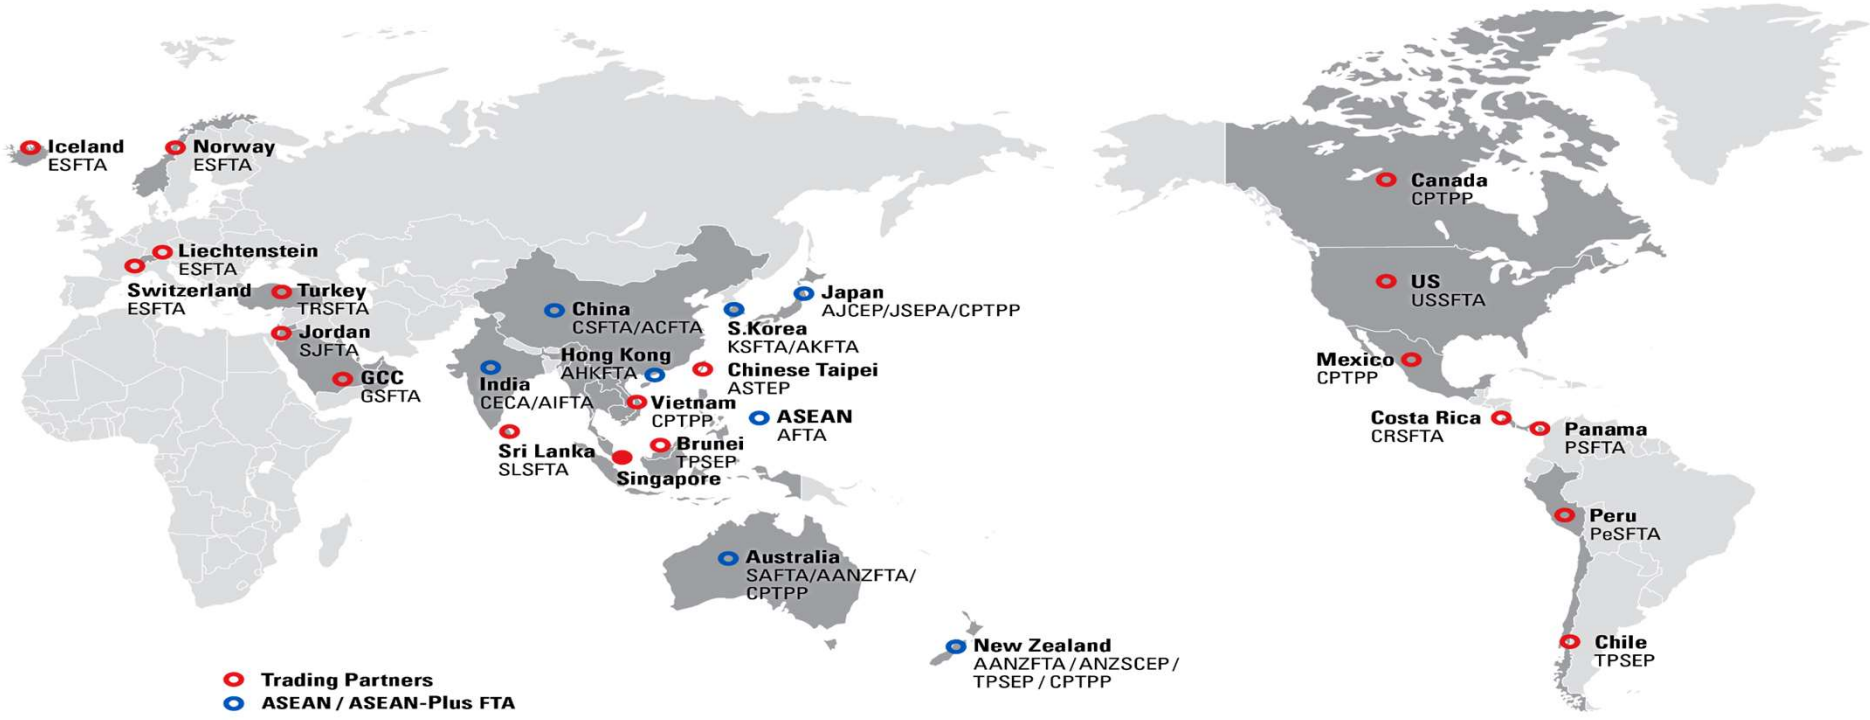 Iceland
ESFTA
Norway
ESFTA
Liechtenstein
ESFTA
Switzerland
ESFTA
Turkey
TRSFTA
Jordan
SJFTA
GCC
GSFTA
China
CSFTA/ACFTA
Japan
AJCEP/JSEPA/CPTPP
S.Korea
KSFTA/AKFTA
Hong Kong
AHKFTA
Chinese Taipei
ASTEP
India
CECA/AIFTA
Vietnam
CPTPP
ASEAN
AFTA
Sri Lanka
SLSFTA
Brunei
TPSEP
Singapore
Australia
SAFTA/AANZFTA/
CPTPP
New Zealand
AANZFTA/ANZSCEP/
TPSEP/CPTPP
Canada
CPTPP
US
USSFTA
Mexico
CPTPP
Costa Rica
CRSFTA
Panama
PSFTA
Peru
PeSFTA
Chile
TPSEP
Trading Partners
ASEAN / ASEAN-Plus FTA